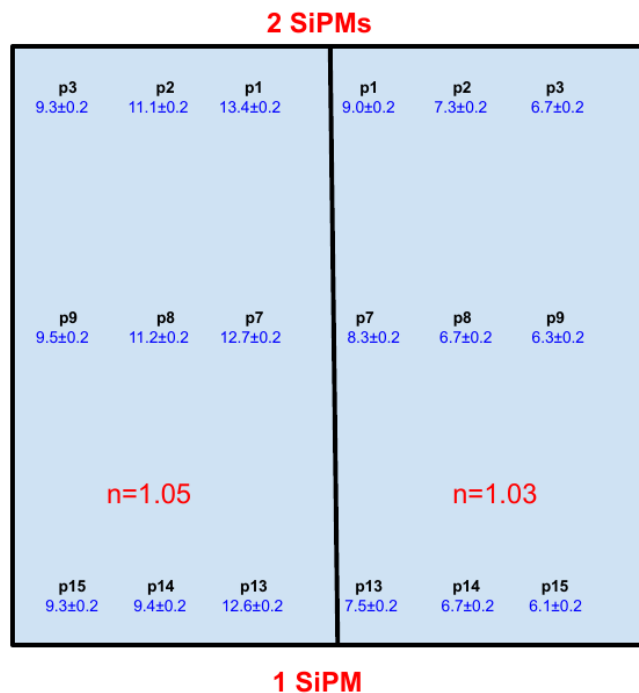 2 SiPMs
p3 p2 p1 p1 p2 p3
9.3±0.2 11.1±0.2 13.4±0.2 9.0±0.2 7.3±0.2 6.7±0.2
p9 p8 p7 p7 p8 p9
9.5±0.2 11.2±0.2 12.7±0.2 8.3±0.2 6.7±0.2 6.3±0.2
n=1.05 n=1.03
p15 p14 p13 p13 p14 p15
9.3±0.2 9.4±0.2 12.6±0.2 7.5±0.2 6.7±0.2 6.1±0.2
1 SiPM